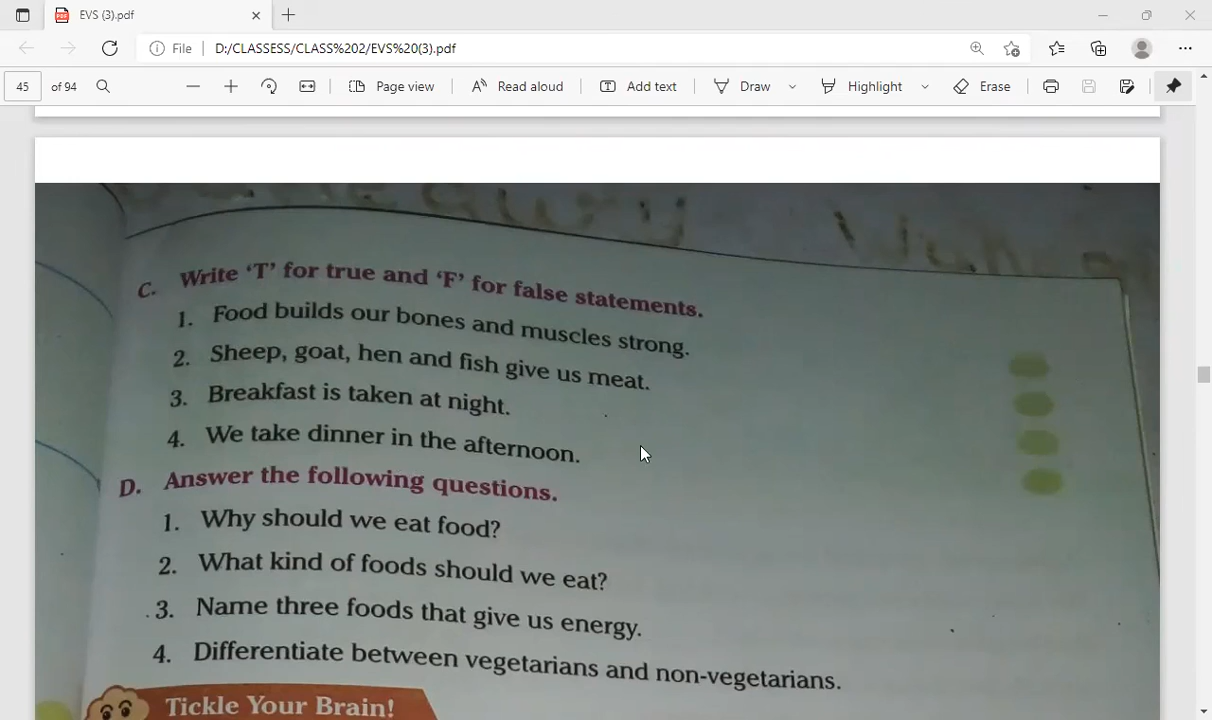 EVS (3).pdf
File
D:/CLASSESS/CLASS%202/EVS%20(3).pdf
45 of 94
Page view
Read aloud
Add text
Draw
Highlight
Erase
C. Write 'T' for true and 'F' for false statements.
1. Food builds our bones and muscles strong.
2. Sheep, goat, hen and fish give us meat.
3. Breakfast is taken at night.
4. We take dinner in the afternoon.
D. Answer the following questions.
1. Why should we eat food?
2. What kind of foods should we eat?
3. Name three foods that give us energy.
4. Differentiate between vegetarians and non-vegetarians.
Tickle Your Brain!